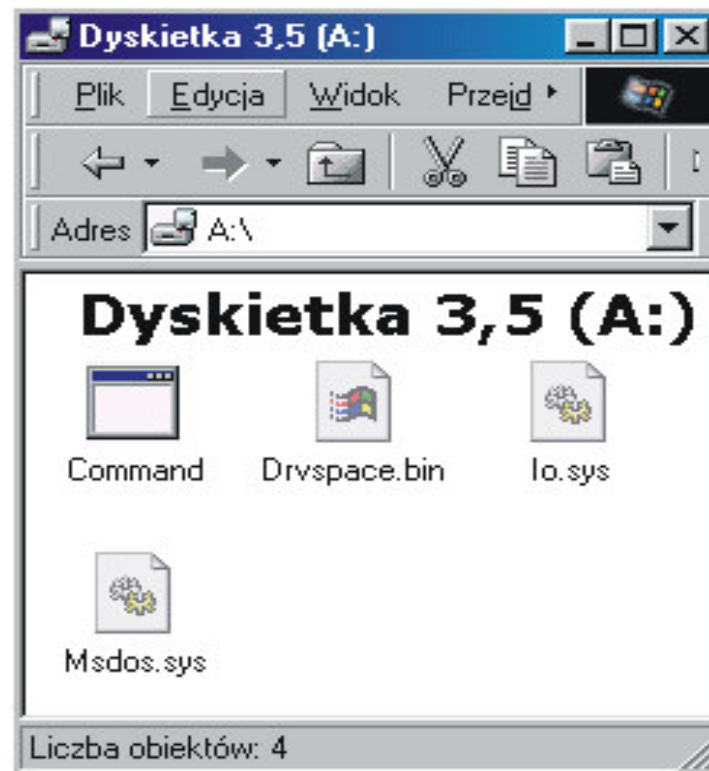 Dyskietka 3,5 (A:)
Plik Edycja Widok Przejd
Adres A:\
Dyskietka 3,5 (A:)
Command Drvspace.bin Io.sys
Msdos.sys
Liczba obiektów: 4